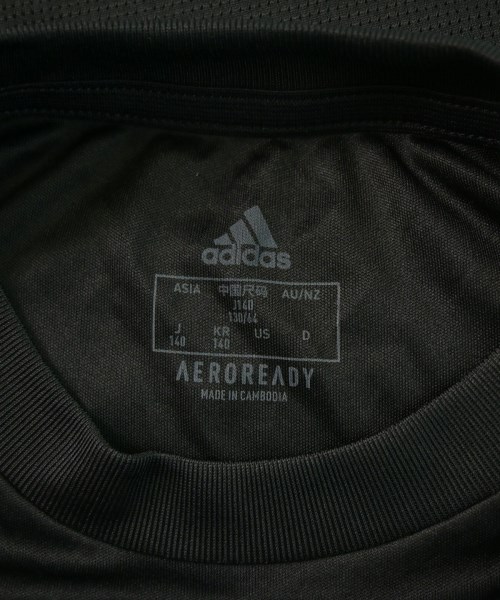 adidas
ASIA 中国尺码 AU/NZ
J140
130/64
J KR US D
140 140
AEROREADY
MADE IN CAMBODIA